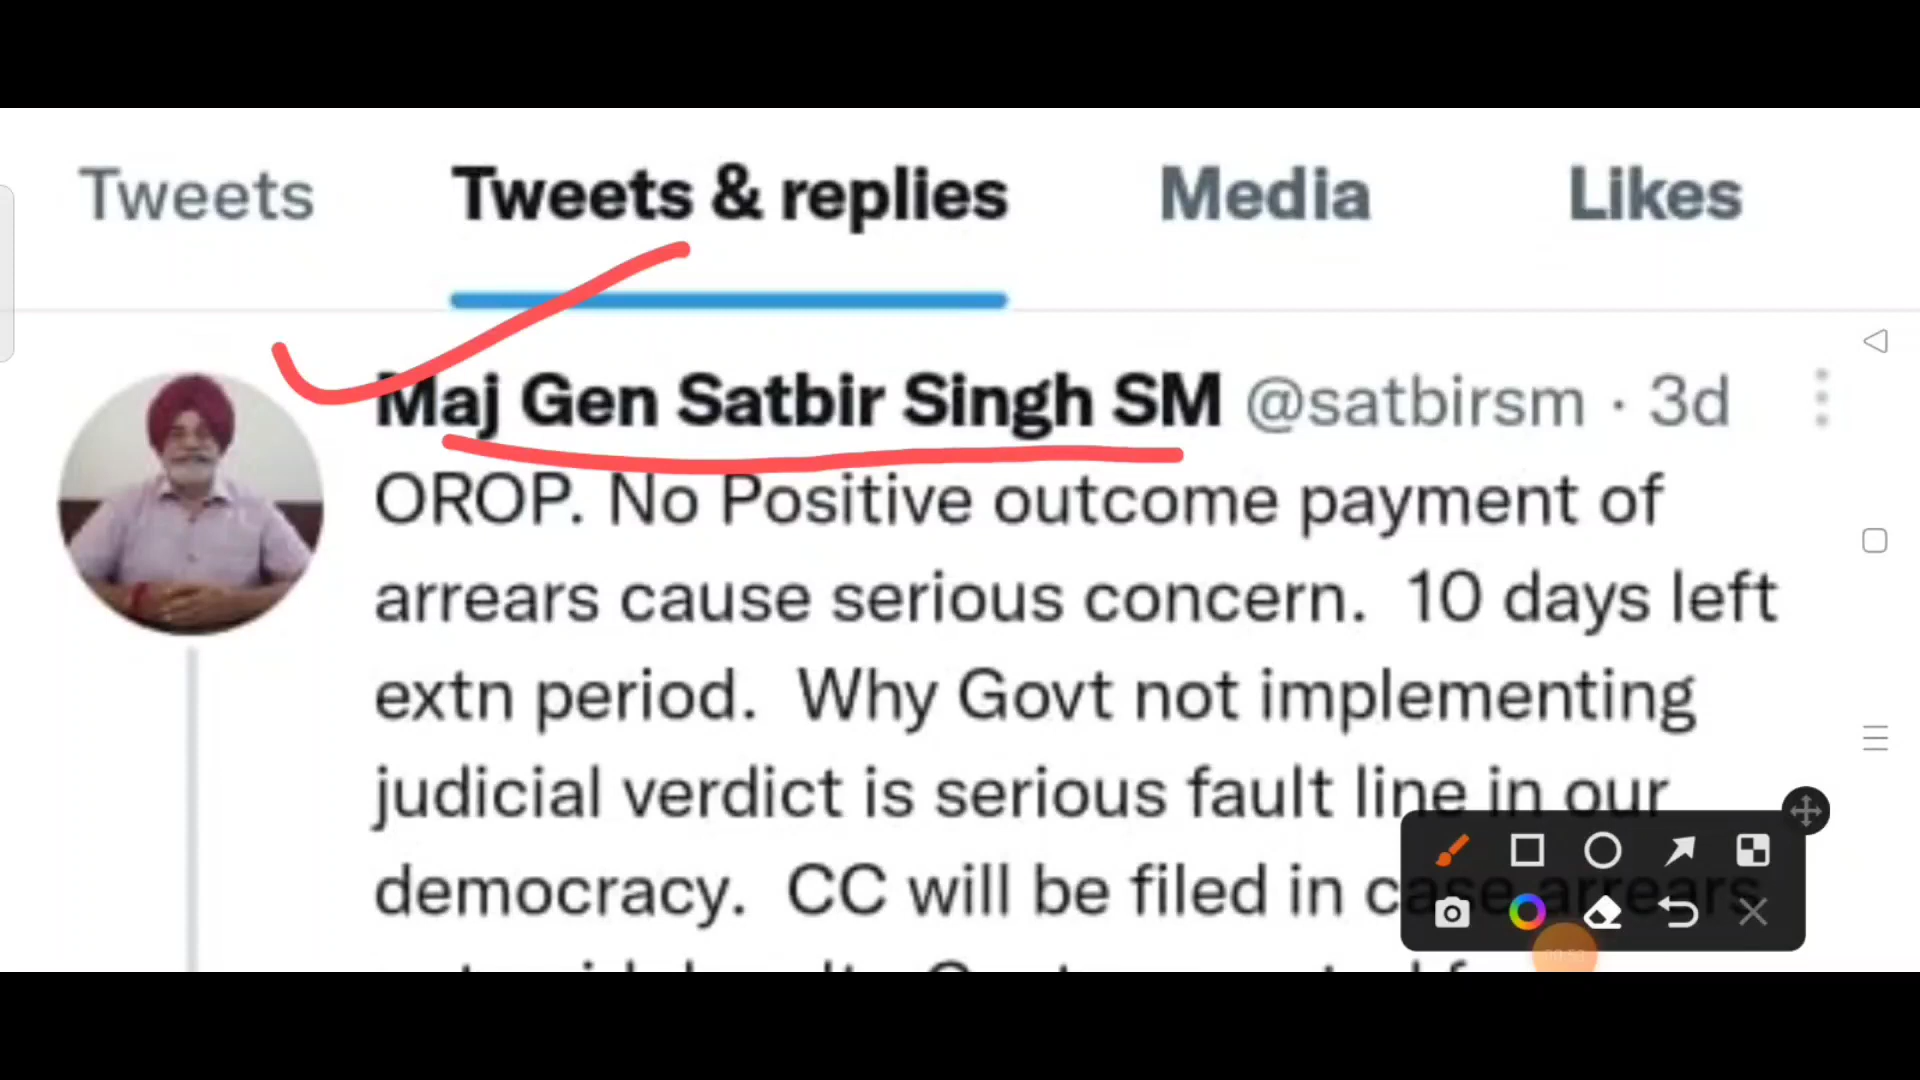 Tweets Tweets & replies Media Likes
Maj Gen Satbir Singh SM @satbirsm · 3d
OROP. No Positive outcome payment of
arrears cause serious concern. 10 days left
extn period. Why Govt not implementing
judicial verdict is serious fault line in our
democracy. CC will be filed in case arrears